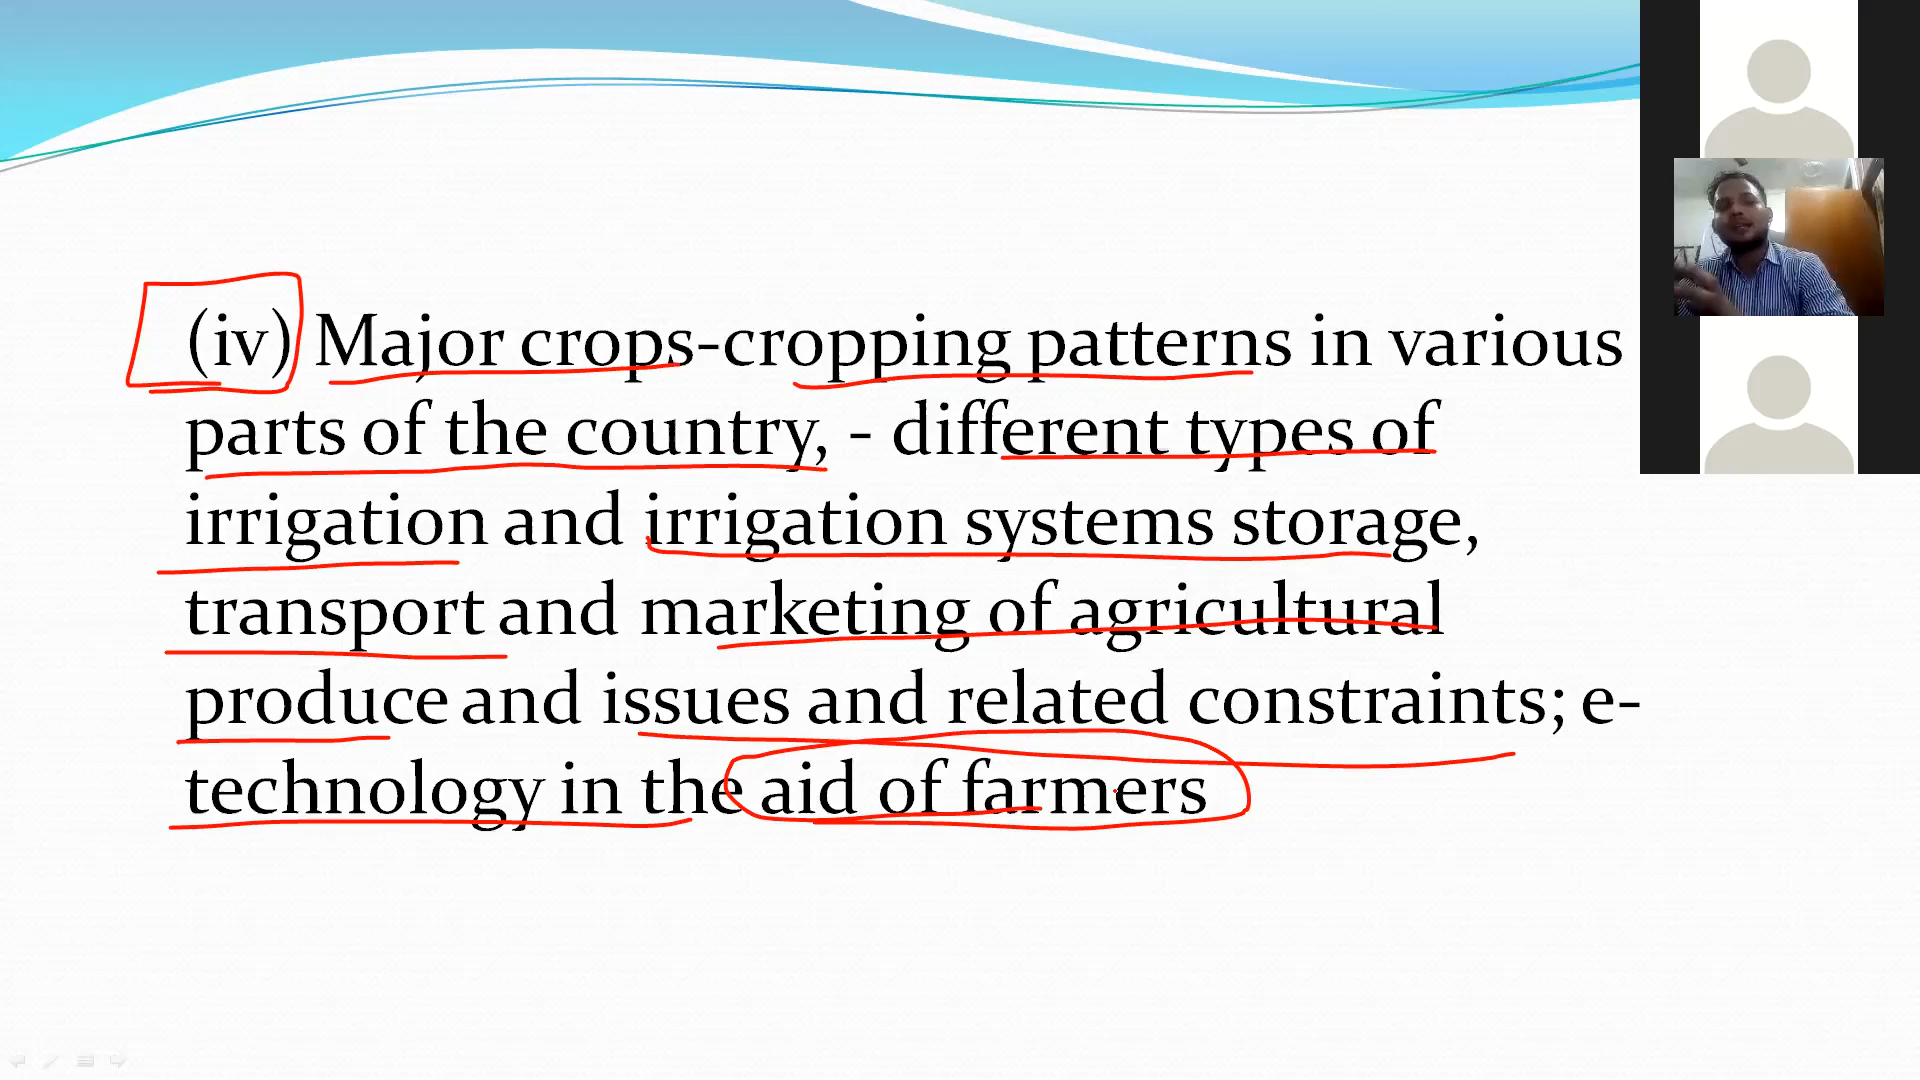 (iv) Major crops-cropping patterns in various
parts of the country, - different types of
irrigation and irrigation systems storage,
transport and marketing of agricultural
produce and issues and related constraints; e-
technology in the aid of farmers